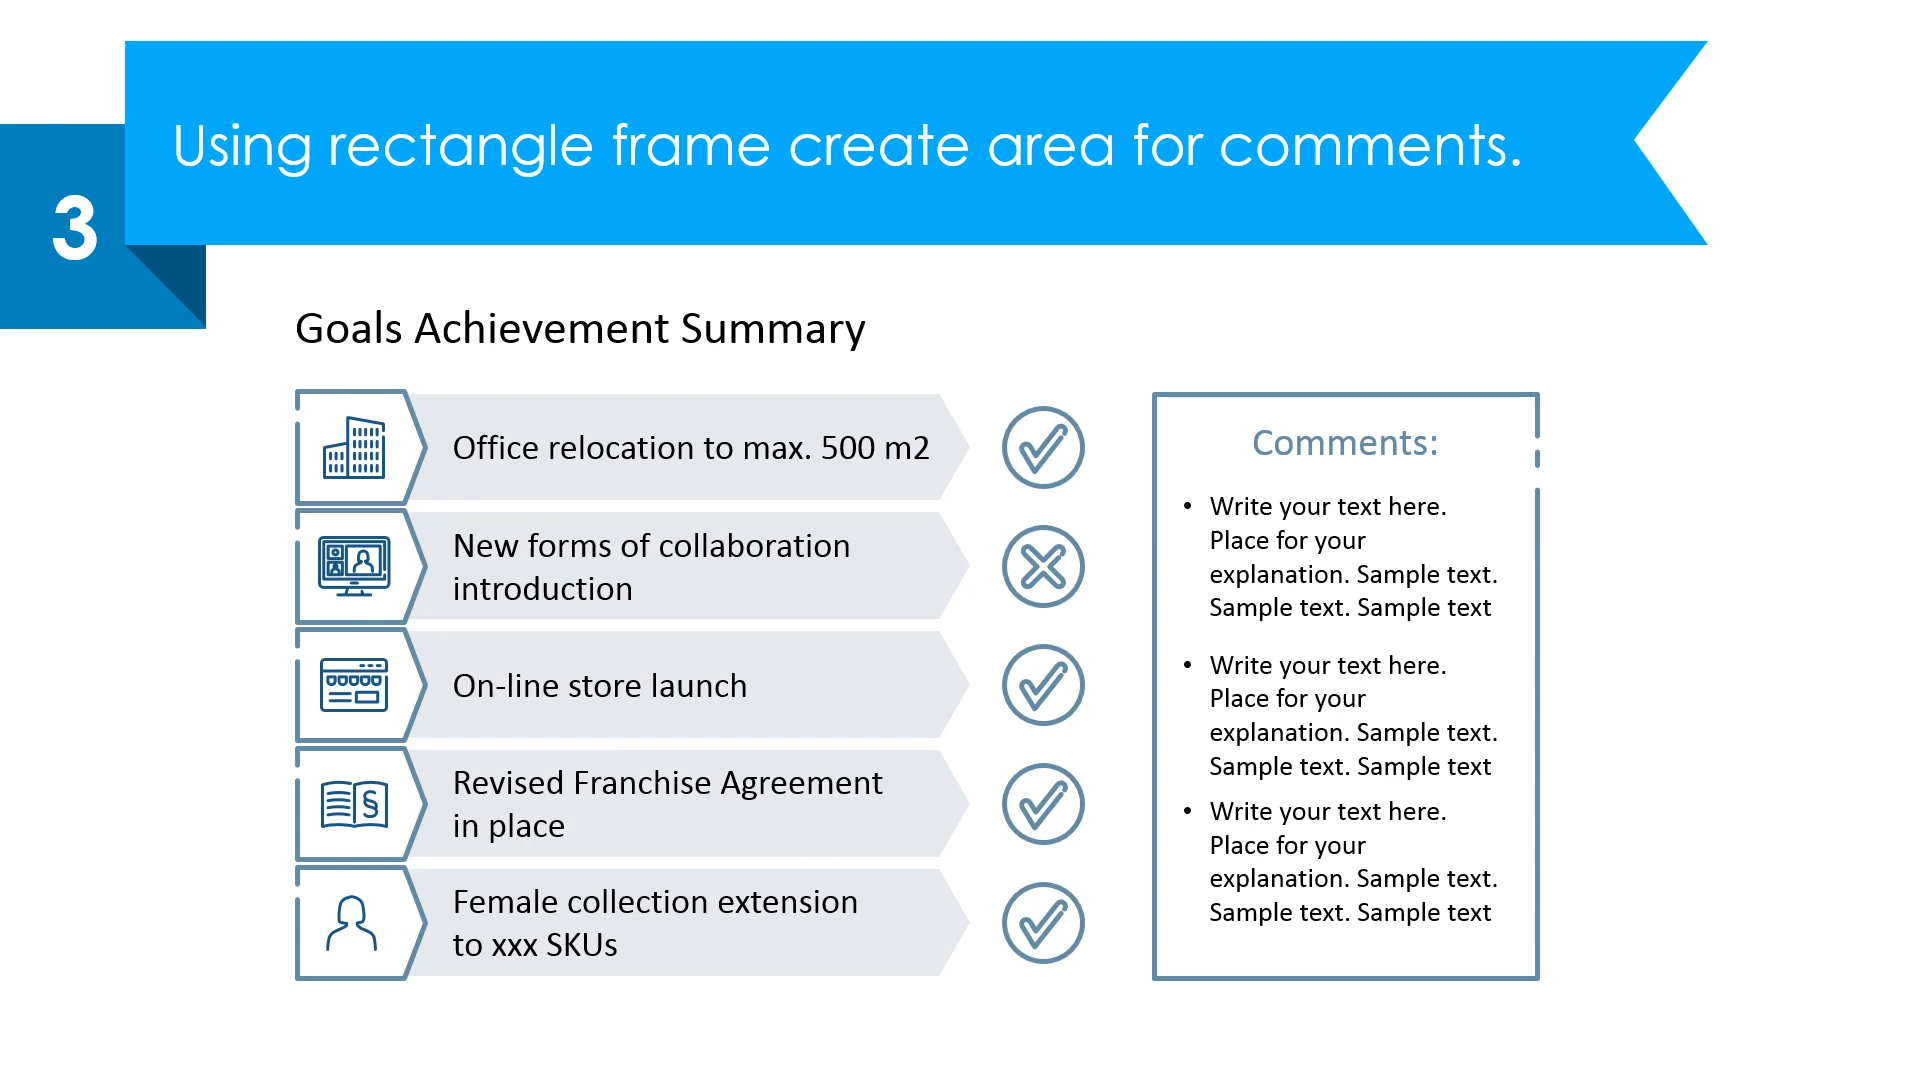 Using rectangle frame create area for comments.
3
Goals Achievement Summary
Office relocation to max. 500 m2
New forms of collaboration
introduction
On-line store launch
§
Revised Franchise Agreement
in place
Female collection extension
to xxx SKUs
Comments:
• Write your text here.
Place for your
explanation. Sample text.
Sample text. Sample text
• Write your text here.
Place for your
explanation. Sample text.
Sample text. Sample text
• Write your text here.
Place for your
explanation. Sample text.
Sample text. Sample text